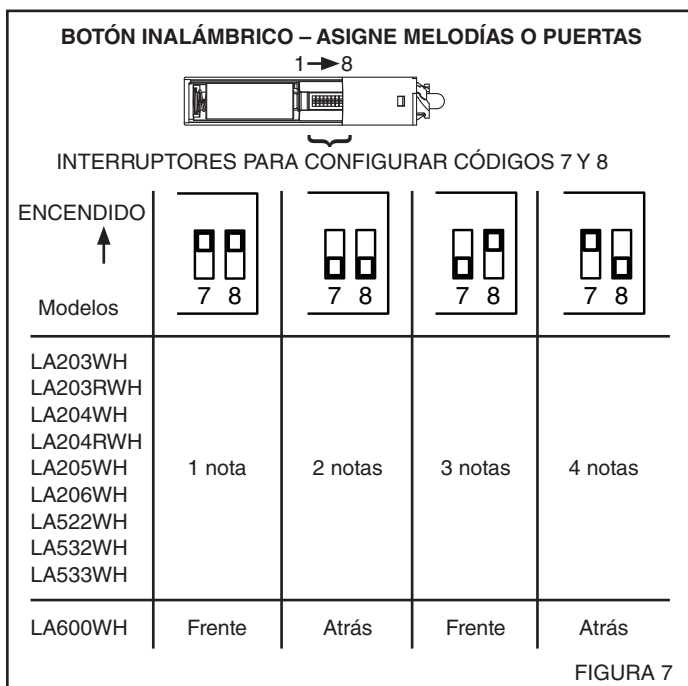 BOTÓN INALÁMBRICO – ASIGNE MELODÍAS O PUERTAS
1 8
INTERRUPTORES PARA CONFIGURAR CÓDIGOS 7 Y 8
ENCENDIDO
Modelos
7 8
7 8
7 8
7 8
LA203WH
LA203RWH
LA204WH
LA204RWH
LA205WH
LA206WH
LA522WH
LA532WH
LA533WH
1 nota
2 notas
3 notas
4 notas
LA600WH
Frente
Atrás
Frente
Atrás
FIGURA 7